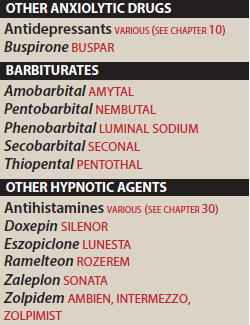 OTHER ANXIOLYTIC DRUGS
Antidepressants VARIOUS (SEE CHAPTER 10)
Buspirone BUSPAR
BARBITURATES
Amobarbital AMYTAL
Pentobarbital NEMBUTAL
Phenobarbital LUMINAL SODIUM
Secobarbital SECONAL
Thiopental PENTOTHAL
OTHER HYPNOTIC AGENTS
Antihistamines VARIOUS (SEE CHAPTER 30)
Doxepin SILENOR
Eszopiclone LUNESTA
Ramelteon ROZEREM
Zaleplon SONATA
Zolpidem AMBIEN, INTERMEZZO,
ZOLPIMIST